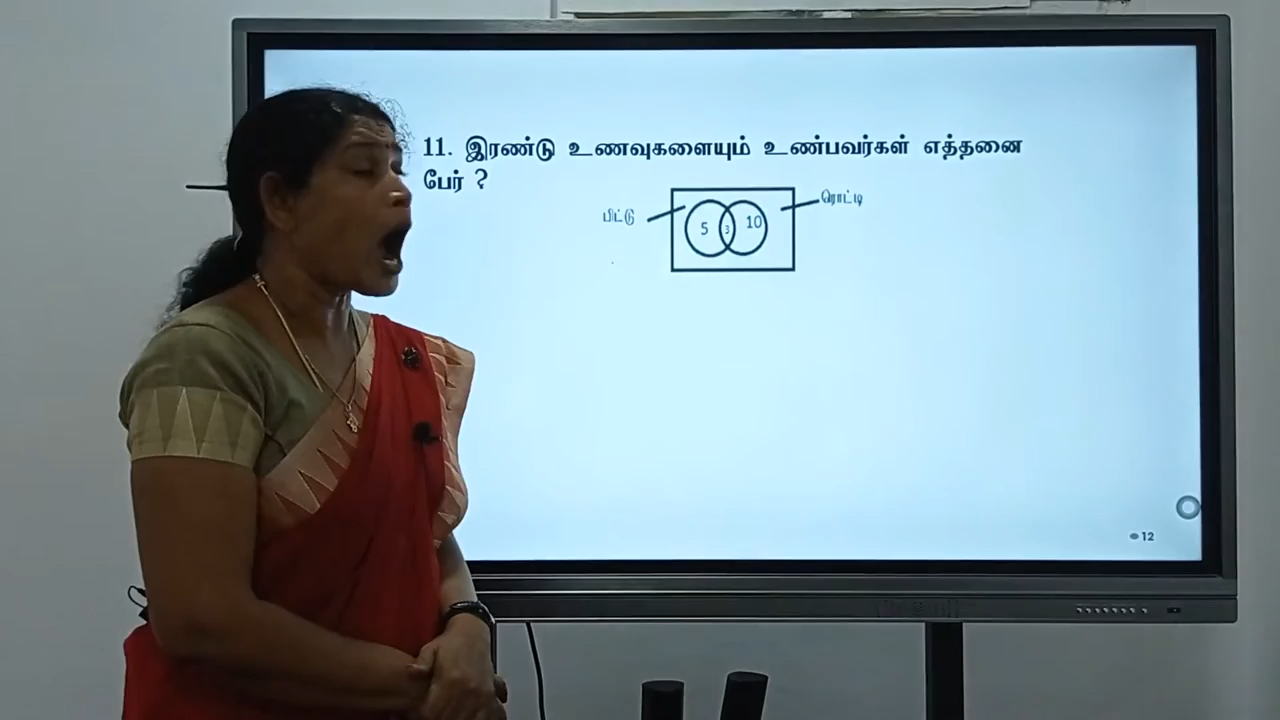 11. இரண்டு உணவுகளையும் உண்பவர்கள் எத்தனை
பேர் ?
பிட்டு
ரொட்டி
5 3 10
12